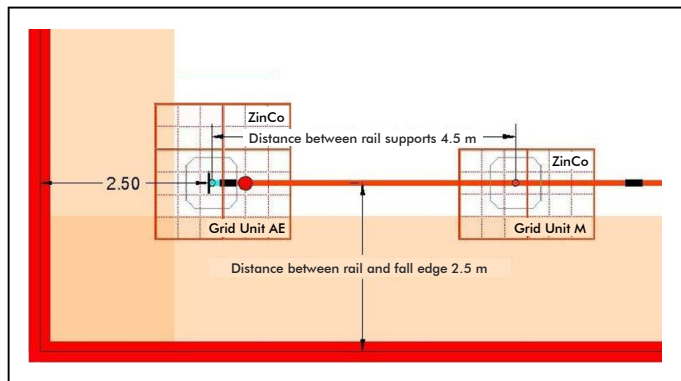 ZinCo
Distance between rail supports 4.5 m
ZinCo
2.50
Grid Unit AE
Grid Unit M
Distance between rail and fall edge 2.5 m